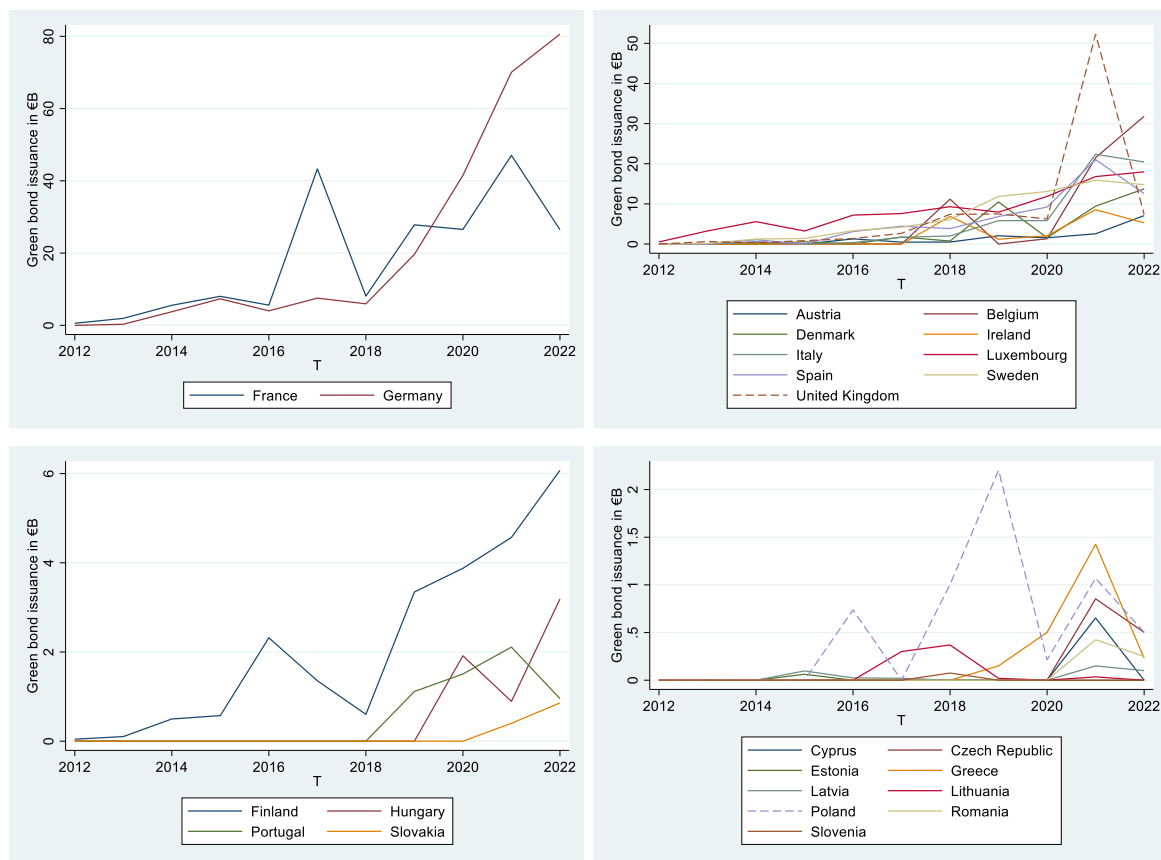 Green bond issuance in €B
80
60
40
20
0
2012 2014 2016 2018 2020 2022
T
France Germany
Green bond issuance in €B
50
40
30
20
10
0
2012 2014 2016 2018 2020 2022
T
Austria Belgium
Denmark Ireland
Italy Luxembourg
Spain Sweden
United Kingdom
Green bond issuance in €B
6
4
2
0
2012 2014 2016 2018 2020 2022
T
Finland Hungary
Portugal Slovakia
Green bond issuance in €B
2
1.5
1
.5
0
2012 2014 2016 2018 2020 2022
T
Cyprus Czech Republic
Estonia Greece
Latvia Lithuania
Poland Romania
Slovenia